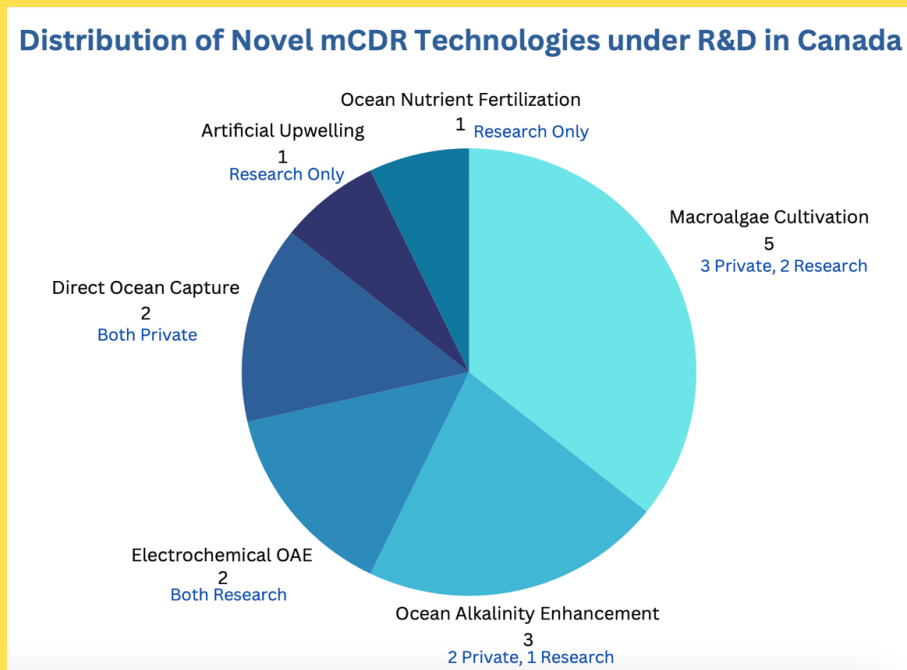 Distribution of Novel mCDR Technologies under R&D in Canada
Ocean Nutrient Fertilization
1 Research Only
Artificial Upwelling
1
Research Only
Macroalgae Cultivation
5
3 Private, 2 Research
Direct Ocean Capture
2
Both Private
Electrochemical OAE
2
Both Research
Ocean Alkalinity Enhancement
3
2 Private, 1 Research